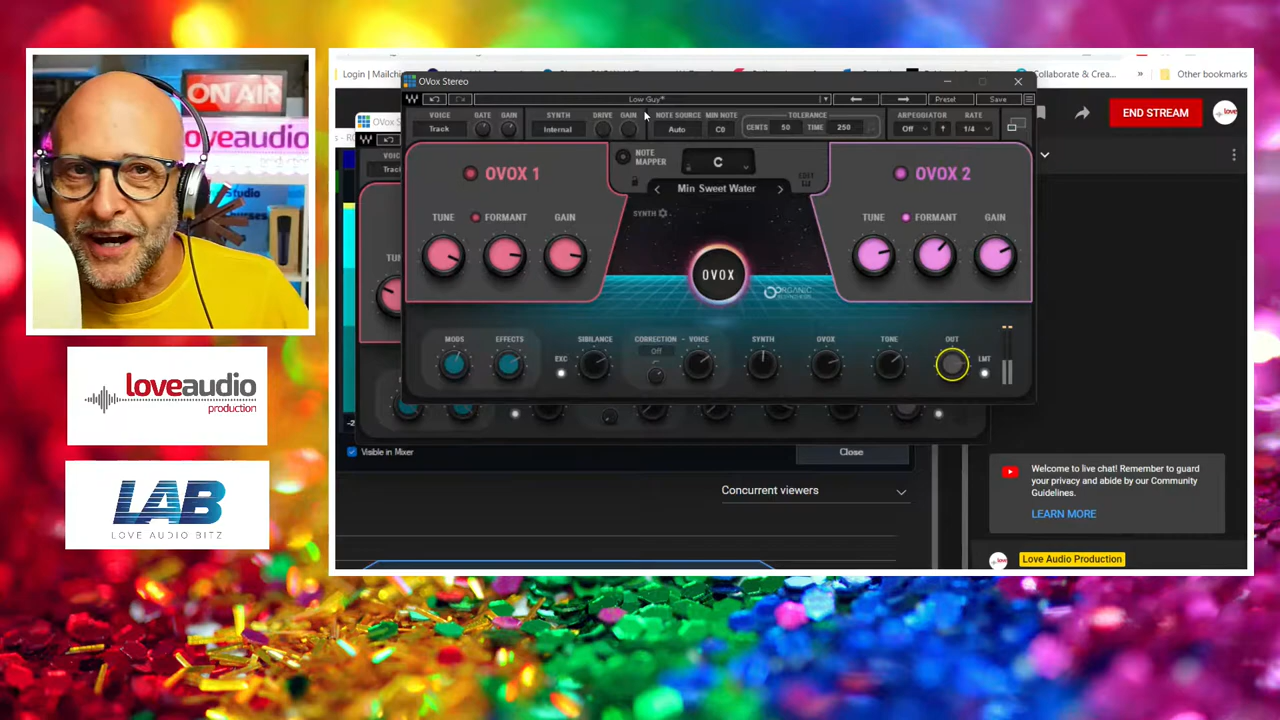 ON AIR
loveaudio
production
LAB
LOVE AUDIO BITZ
Login | Mailchi
Collaborate & Crea...
»
Other bookmarks
OVox Stereo
Low Guy*
Preset
Save
VOICE
GATE
GAIN
SYNTH
DRIVE
GAIN
NOTE SOURCE
MIN NOTE
TOLERANCE
ARPEGIATOR
RATE
Track
Internal
Auto
C0
CENTS
50
TIME
250
Off
1/4
END STREAM
OVOX 1
NOTE
MAPPER
C
OVOX 2
Min Sweet Water
EDIT
TUNE
FORMANT
GAIN
SYNTH
TUNE
FORMANT
GAIN
OVOX
ORGANIC
MODS
EFFECTS
SIBILANCE
CORRECTION
VOICE
SYNTH
OVOX
TONE
OUT
Off
EXC
LMT
Visible in Mixer
Close
Concurrent viewers
Welcome to live chat! Remember to guard
your privacy and abide by our Community
Guidelines.
LEARN MORE
Love Audio Production